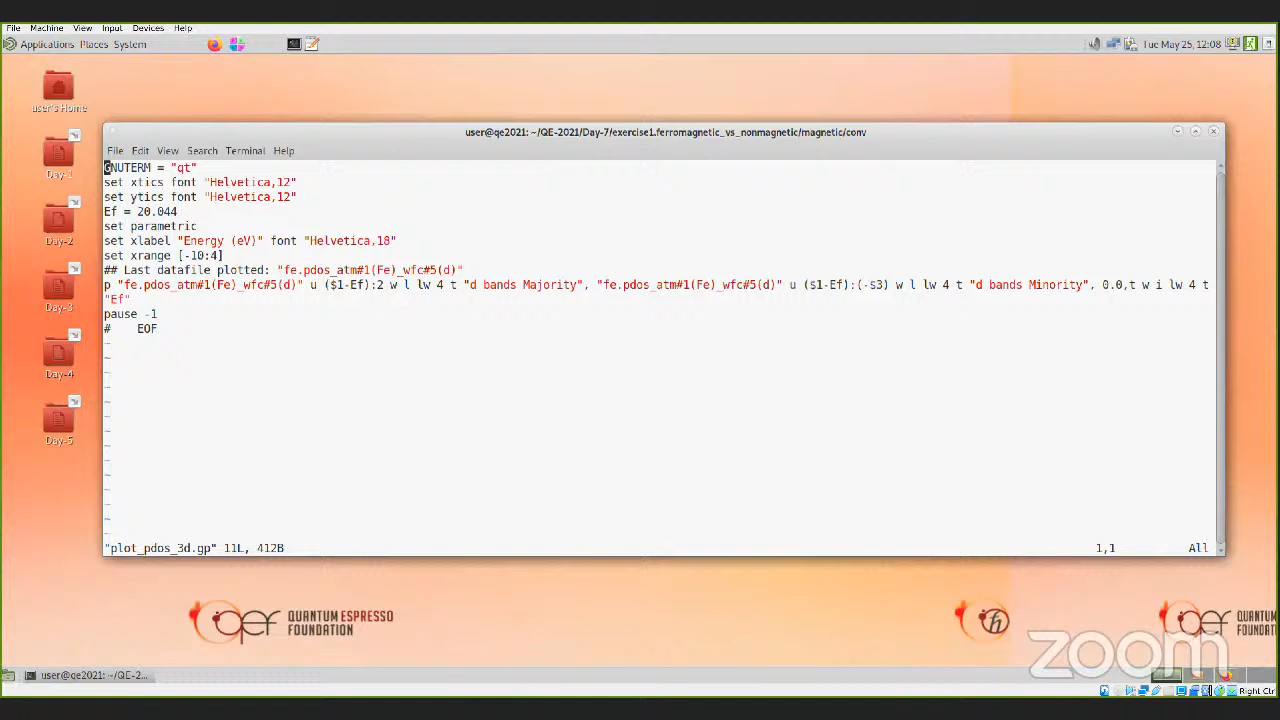 File Machine View Input Devices Help
Applications Places System
Tue May 25, 12:08
user's Home
Day-1
Day-2
Day-3
Day-4
Day-5
user@qe2021: ~/QE-2021/Day-7/exercise1.ferromagnetic_vs_nonmagnetic/magnetic/conv
File Edit View Search Terminal Help
GNUTERM = "qt"
set xtics font "Helvetica,12"
set ytics font "Helvetica,12"
Ef = 20.044
set parametric
set xlabel "Energy (eV)" font "Helvetica,18"
set xrange [-10:4]
## Last datafile plotted: "fe.pdos_atm#1(Fe)_wfc#5(d)"
p "fe.pdos_atm#1(Fe)_wfc#5(d)" u ($1-Ef):2 w l lw 4 t "d bands Majority", "fe.pdos_atm#1(Fe)_wfc#5(d)" u ($1-Ef):(-$3) w l lw 4 t "d bands Minority", 0.0,t w i lw 4 t
"Ef"
pause -1
#    EOF
~
~
~
~
~
~
~
~
~
~
~
~
~
~
"plot_pdos_3d.gp" 11L, 412B 1,1 All
qef QUANTUM ESPRESSO
FOUNDATION
ħ
qef QUANTUM
FOUNDAT
zoom
user@qe2021: ~/QE-2...
Right Ctrl